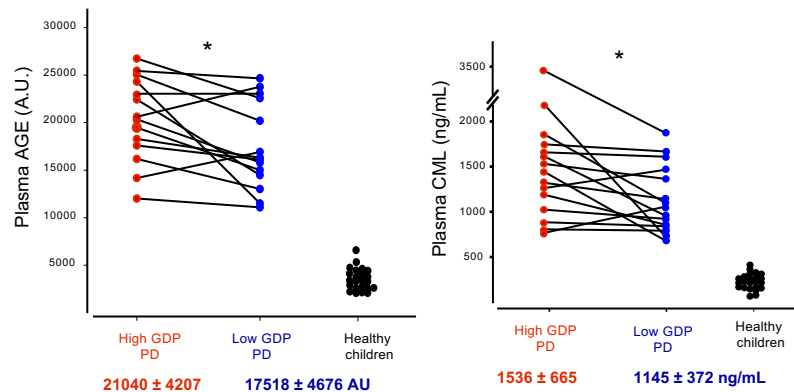 *
Plasma AGE (A.U.)
30000
25000
20000
15000
10000
5000
High GDP
PD
Low GDP
PD
Healthy
children
21040 ± 4207
17518 ± 4676 AU
*
Plasma CML (ng/mL)
3500
2000
1500
1000
500
High GDP
PD
Low GDP
PD
Healthy
children
1536 ± 665
1145 ± 372 ng/mL